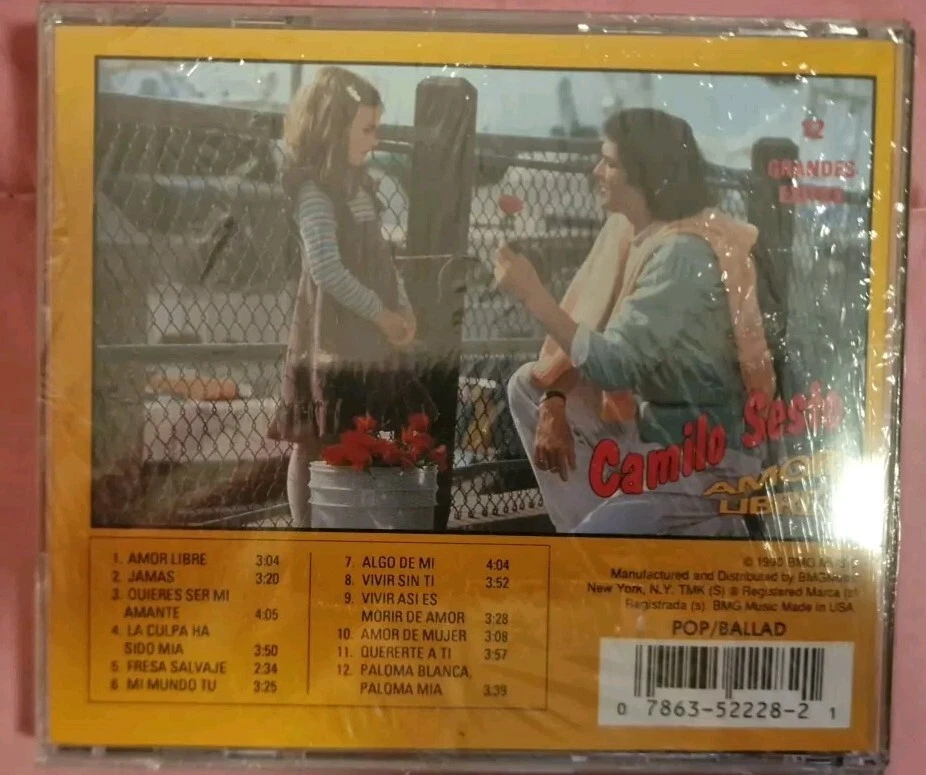 12
GRANDES
EXITOS
Camilo Sesto
AMOR
LIBRE
1. AMOR LIBRE 3:04
2. JAMAS 3:20
3. QUIERES SER MI
AMANTE 4:05
4. LA CULPA HA
SIDO MIA 3:50
5. FRESA SALVAJE 2:34
6. MI MUNDO TU 3:25
7. ALGO DE MI 4:04
8. VIVIR SIN TI 3:52
9. VIVIR ASI ES
MORIR DE AMOR 3:28
10. AMOR DE MUJER 3:08
11. QUERERTE A TI 3:57
12. PALOMA BLANCA,
PALOMA MIA 3:39
© BMG
Manufactured and Distributed by BMG Music
New York, N.Y. TMK (S) ® Registered Marca (s)
Registrada (s). BMG Music Made in USA
POP/BALLAD
0 7863-52228-2 1